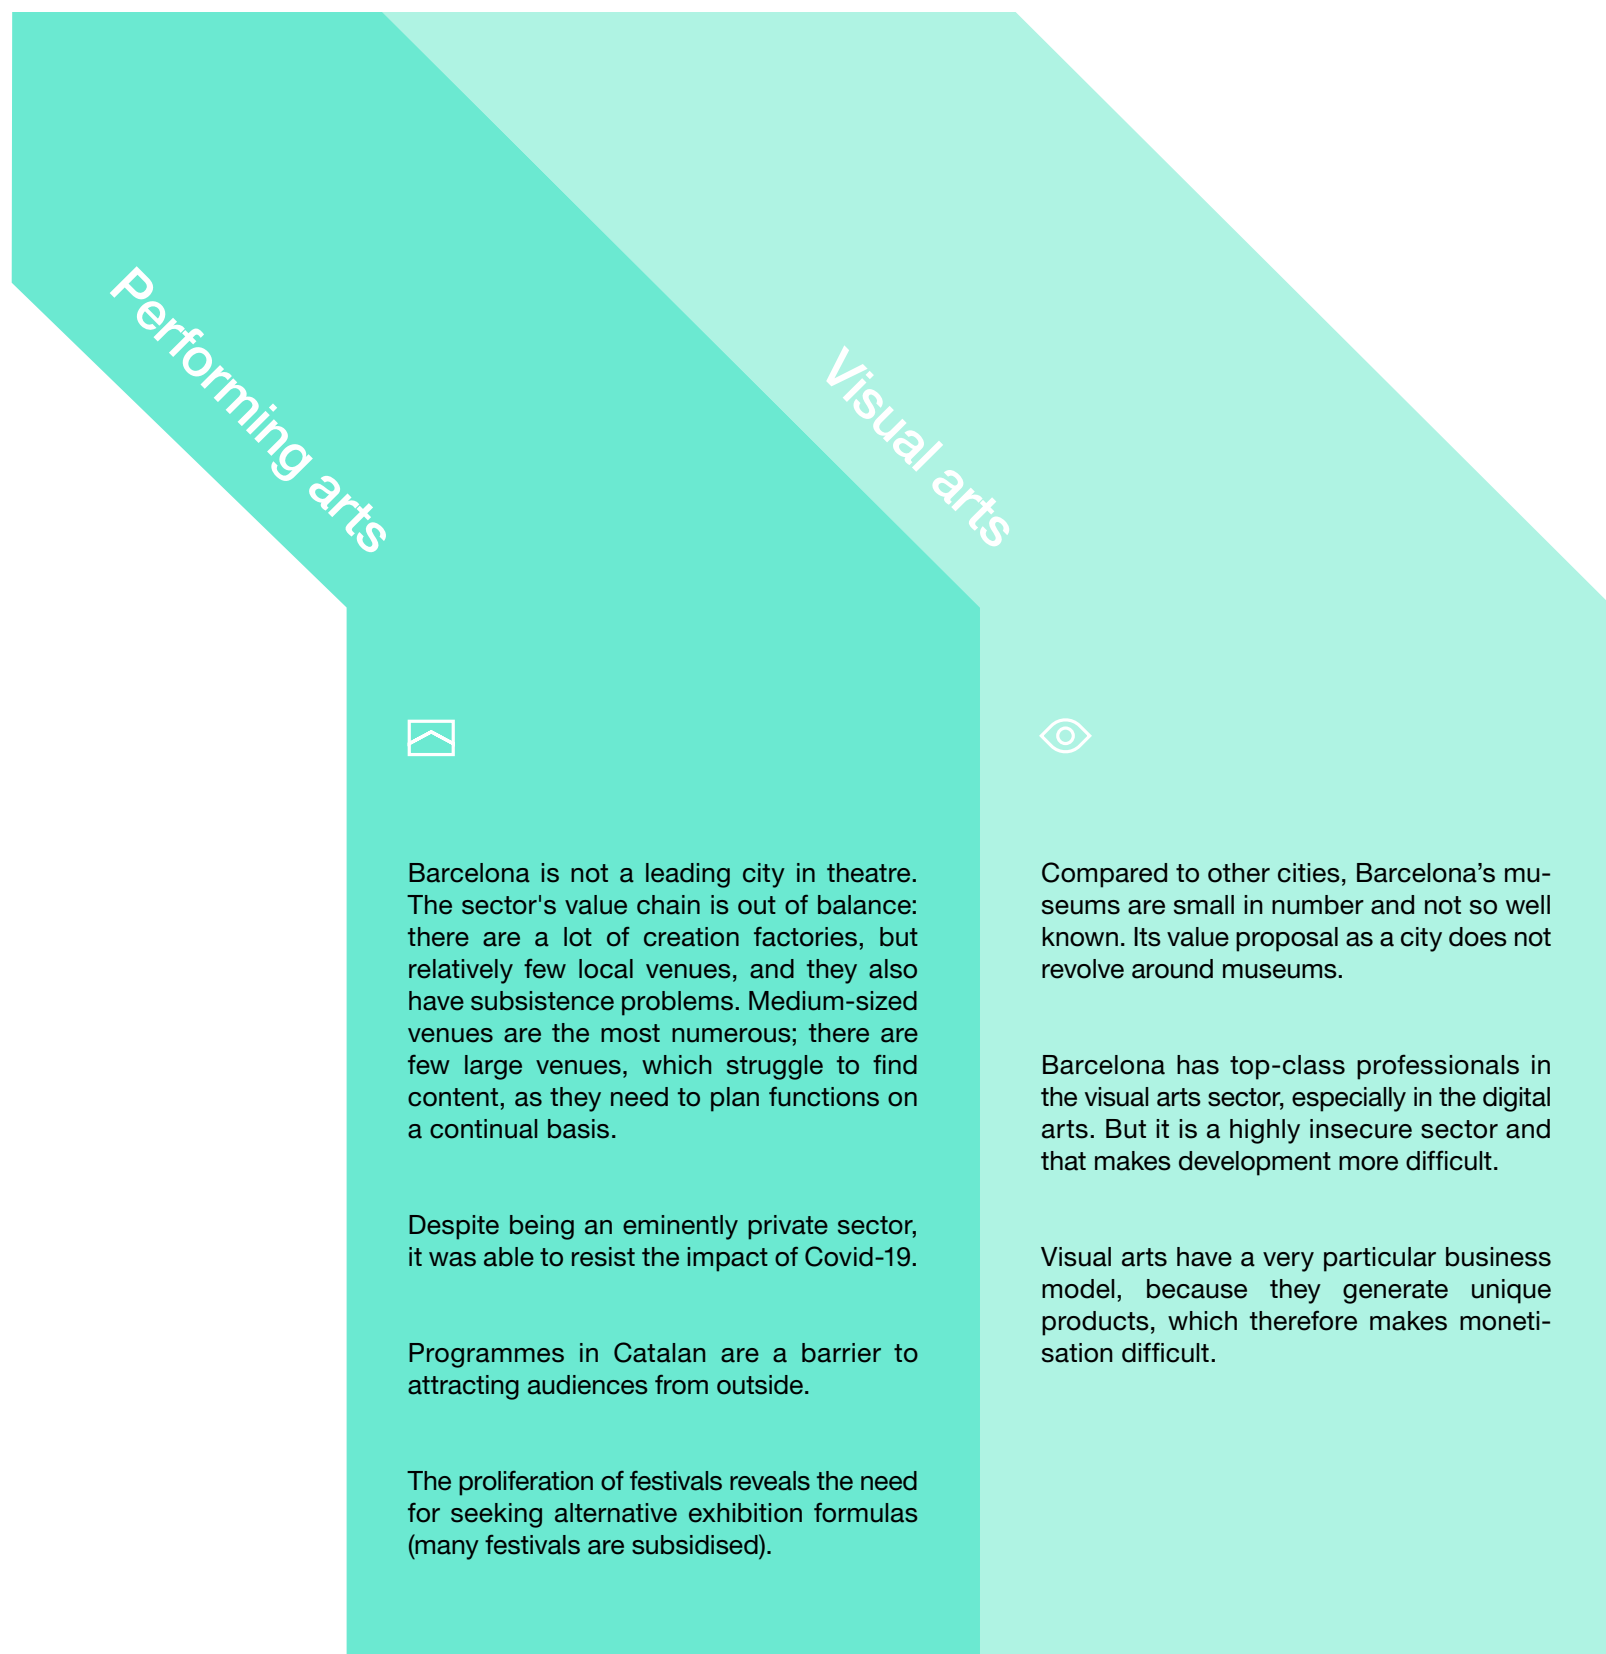 Performing arts
Barcelona is not a leading city in theatre.
The sector's value chain is out of balance:
there are a lot of creation factories, but
relatively few local venues, and they also
have subsistence problems. Medium-sized
venues are the most numerous; there are
few large venues, which struggle to find
content, as they need to plan functions on
a continual basis.
Despite being an eminently private sector,
it was able to resist the impact of Covid-19.
Programmes in Catalan are a barrier to
attracting audiences from outside.
The proliferation of festivals reveals the need
for seeking alternative exhibition formulas
(many festivals are subsidised).
Visual arts
Compared to other cities, Barcelona’s mu-
seums are small in number and not so well
known. Its value proposal as a city does not
revolve around museums.
Barcelona has top-class professionals in
the visual arts sector, especially in the digital
arts. But it is a highly insecure sector and
that makes development more difficult.
Visual arts have a very particular business
model, because they generate unique
products, which therefore makes moneti-
sation difficult.